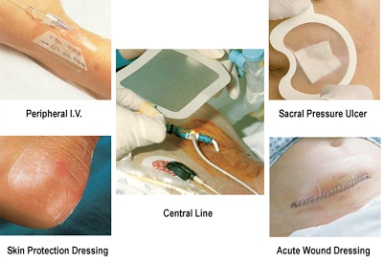 Peripheral I.V.
Sacral Pressure Ulcer
Central Line
Skin Protection Dressing
Acute Wound Dressing